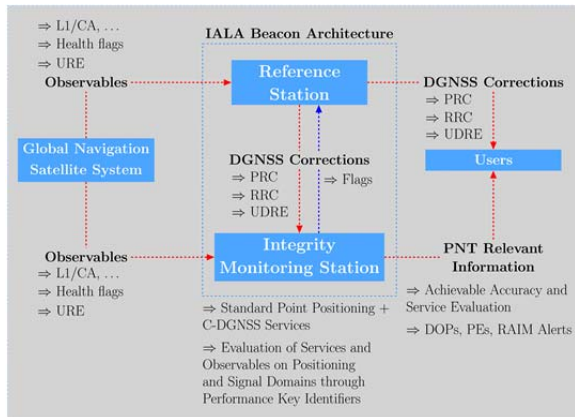 IALA Beacon Architecture
⇒ L1/CA, …
⇒ Health flags
⇒ URE
Observables
Reference
Station
DGNSS Corrections
⇒ PRC
⇒ RRC
⇒ UDRE
Global Navigation
Satellite System
DGNSS Corrections
⇒ PRC
⇒ RRC
⇒ UDRE
⇒ Flags
Users
Observables
⇒ L1/CA, …
⇒ Health flags
⇒ URE
Integrity
Monitoring Station
PNT Relevant
Information
⇒ Achievable Accuracy and
Service Evaluation
⇒ DOPs, PEs, RAIM Alerts
⇒ Standard Point Positioning +
C-DGNSS Services
⇒ Evaluation of Services and
Observables on Positioning
and Signal Domains through
Performance Key Identifiers